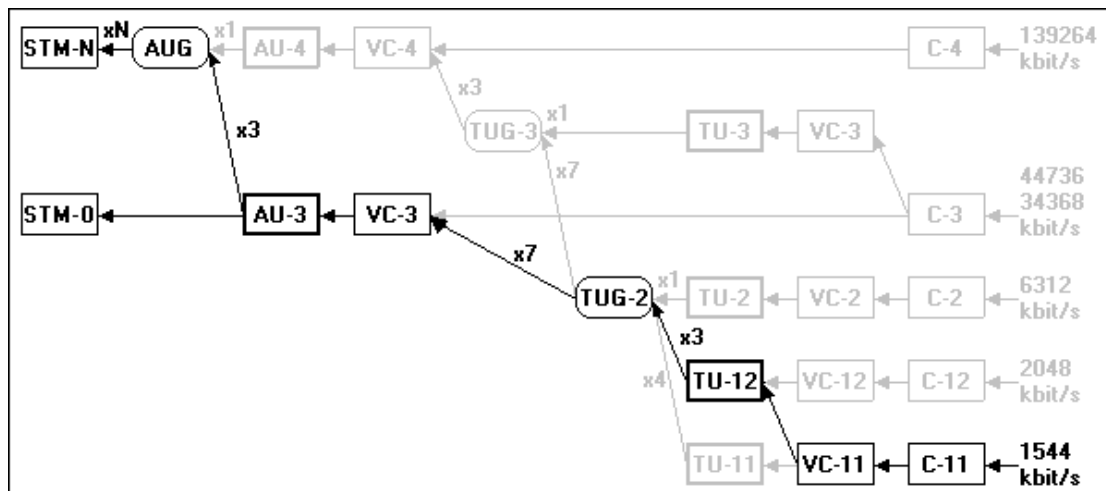 xN x1 139264
STM-N AUG AU-4 VC-4 C-4 kbit/s
x3 x1
TUG-3 TU-3 VC-3
x3
x7 44736
STM-0 AU-3 VC-3 C-3 34368
kbit/s
x7
TUG-2 x1 TU-2 VC-2 C-2 6312
kbit/s
x3
x4 TU-12 VC-12 C-12 2048
kbit/s
TU-11 VC-11 C-11 1544
kbit/s